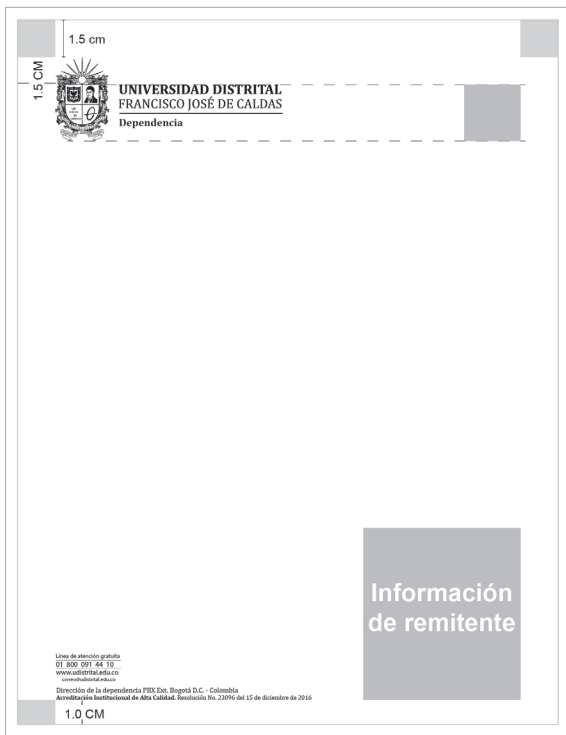 1.5 cm
1.5 CM
UNIVERSIDAD DISTRITAL
FRANCISCO JOSÉ DE CALDAS
Dependencia
Información
de remitente
Línea de atención gratuita
01 800 091 44 10
www.udistrital.edu.co
correo@udistrital.edu.co
Dirección de la dependencia PBX Ext. Bogotá D.C. - Colombia
Acreditación Institucional de Alta Calidad. Resolución No. 23096 del 15 de diciembre de 2016
1.0 CM